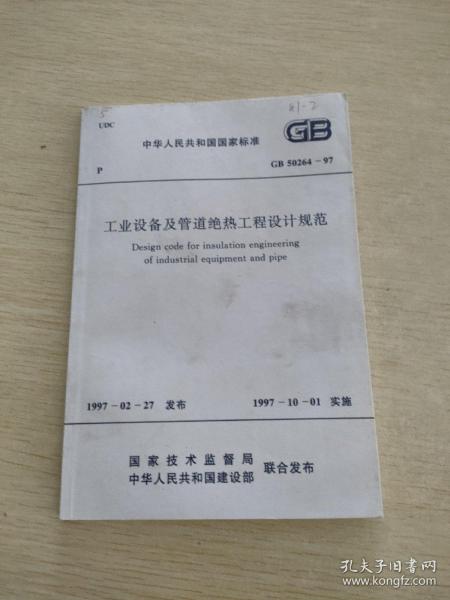 5
81-2
UDC
中华人民共和国国家标准
GB
P
GB 50264-97
工业设备及管道绝热工程设计规范
Design code for insulation engineering
of industrial equipment and pipe
1997-02-27 发布
1997-10-01 实施
国家技术监督局
中华人民共和国建设部
联合发布
孔夫子旧书网
www.kongfz.com